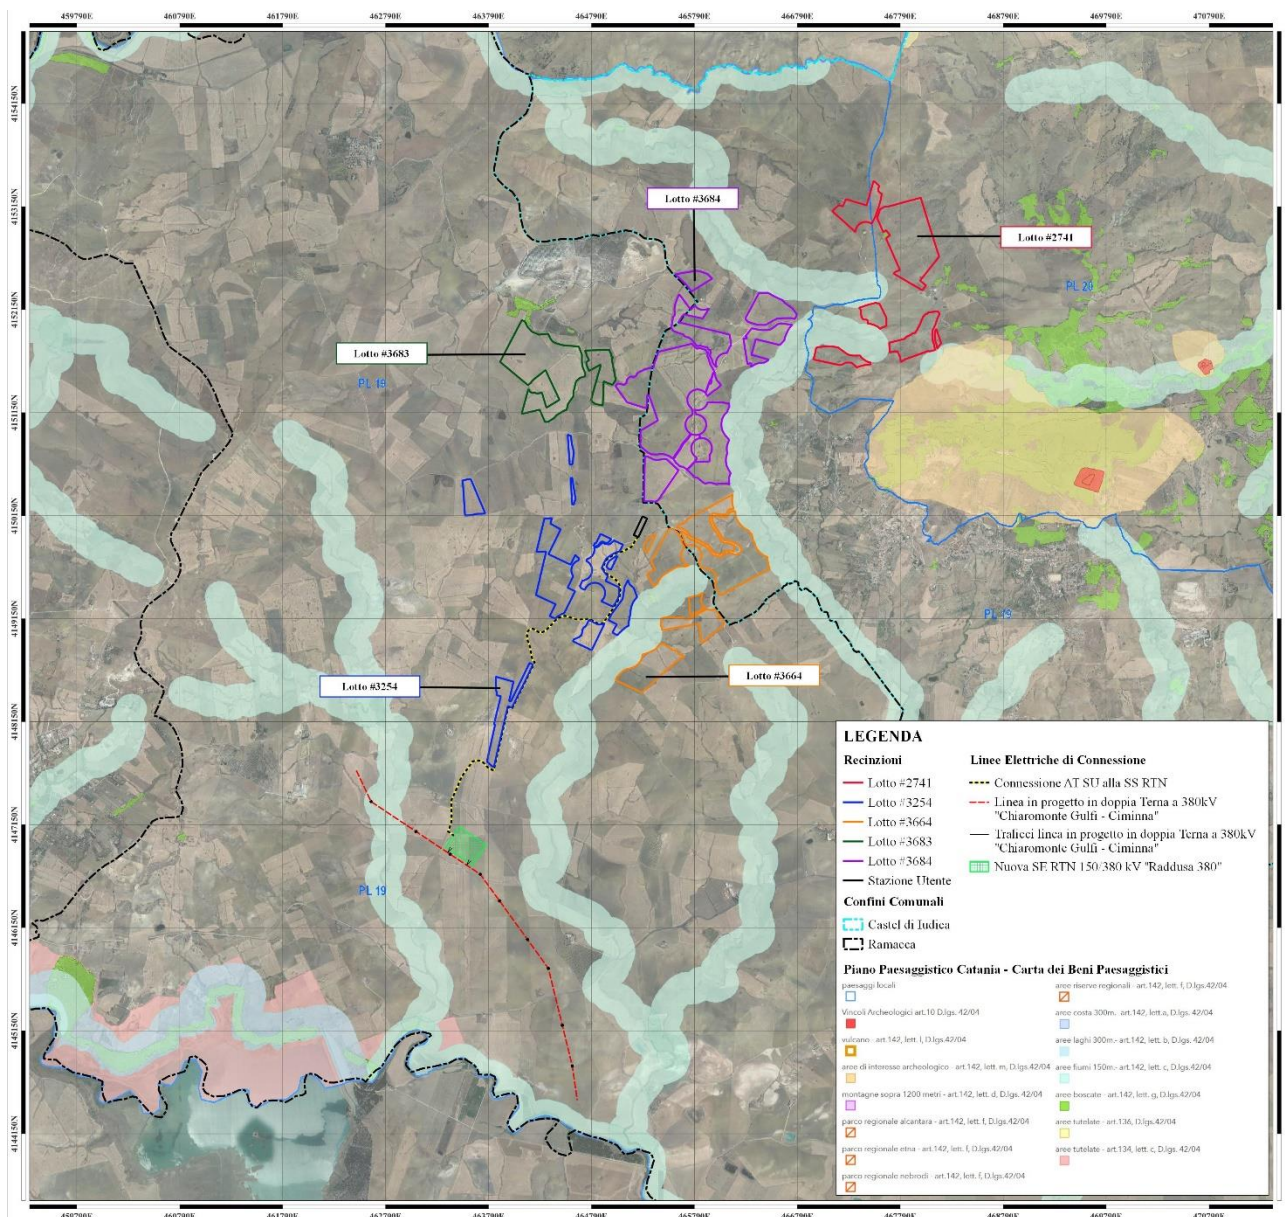 459790E 460790E 461790E 462790E 463790E 464790E 465790E 466790E 467790E 468790E 469790E 470790E
4154150N
4153150N
4152150N
4151150N
4150150N
4149150N
4148150N
4147150N
4146150N
4145150N
4144150N
Lotto #3684
Lotto #2741
PL 20
Lotto #3683
PL 19
PL 19
Lotto #3254
Lotto #3664
PL 19
LEGENDA
Recinzioni
Lotto #2741
Lotto #3254
Lotto #3664
Lotto #3683
Lotto #3684
Stazione Utente
Confini Comunali
Castel di Iudica
Ramacca
Linee Elettriche di Connessione
Connessione AT SU alla SS RTN
Linea in progetto in doppia Terna a 380kV
"Chiaromonte Gulfi - Ciminna"
Tralicci linea in progetto in doppia Terna a 380kV
"Chiaromonte Gulfi - Ciminna"
Nuova SE RTN 150/380 kV "Raddusa 380"
Piano Paesaggistico Catania - Carta dei Beni Paesaggistici
paesaggi locali
Vincoli Archeologici art.10 D.lgs. 42/04
vulcano - art.142, lett. l, D.lgs.42/04
aree di interesse archeologico - art.142, lett. m, D.lgs.42/04
montagne sopra 1200 metri - art.142, lett. d, D.lgs.42/04
parco regionale alcantara - art.142, lett. f, D.lgs.42/04
parco regionale etna - art.142, lett. f, D.lgs.42/04
parco regionale nebrodi - art.142, lett. f, D.lgs.42/04
aree riserve regionali - art.142, lett. f, D.lgs.42/04
aree costa 300m. art.142, lett.a, D.lgs.42/04
aree laghi 300m.- art.142, lett. b, D.lgs.42/04
aree fiumi 150m.- art.142, lett. c, D.lgs.42/04
aree boscate - art.142, lett. g, D.lgs.42/04
aree tutelate - art.136, D.lgs.42/04
aree tutelate - art.134, lett. c, D.lgs. 42/04
459790E 460790E 461790E 462790E 463790E 464790E 465790E 466790E 467790E 468790E 469790E 470790E